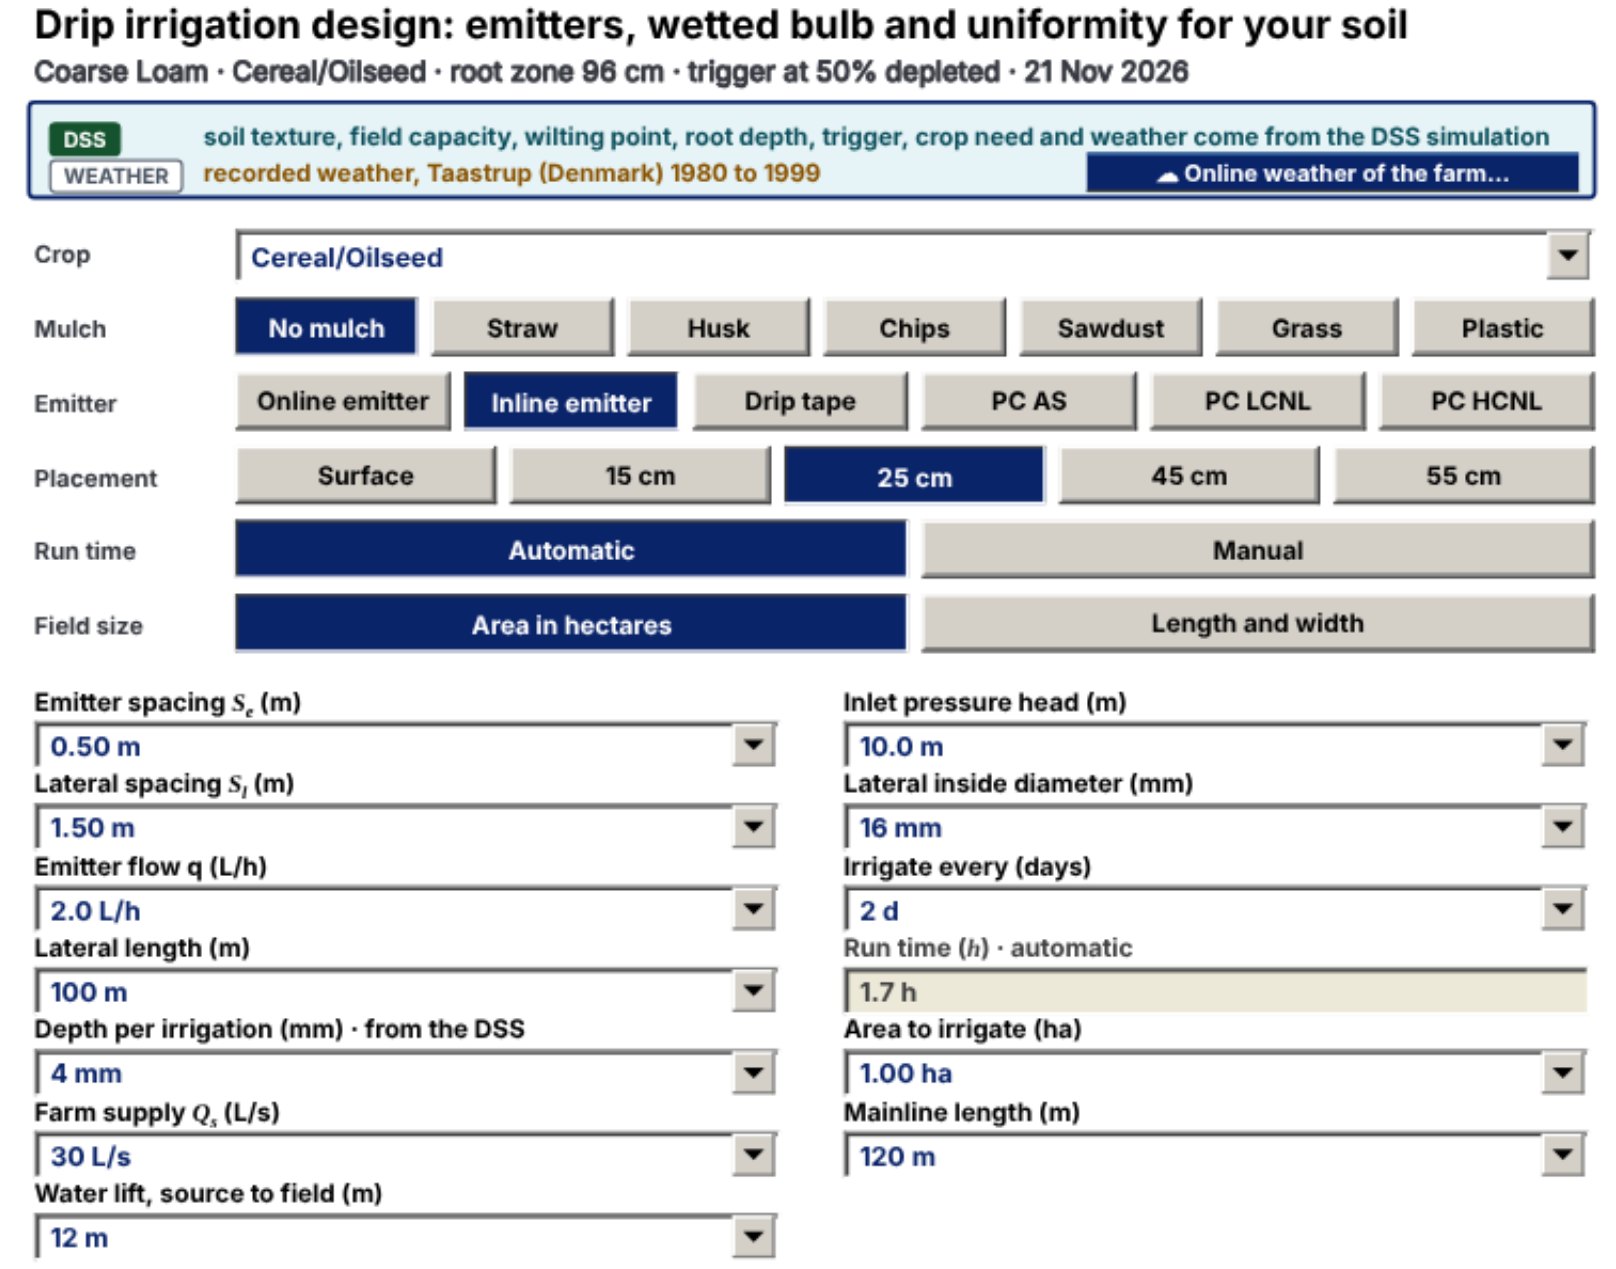 Drip irrigation design: emitters, wetted bulb and uniformity for your soil
Coarse Loam · Cereal/Oilseed · root zone 96 cm · trigger at 50% depleted · 21 Nov 2026
DSS soil texture, field capacity, wilting point, root depth, trigger, crop need and weather come from the DSS simulation
WEATHER recorded weather, Taastrup (Denmark) 1980 to 1999 ☁ Online weather of the farm...
Crop Cereal/Oilseed
Mulch No mulch Straw Husk Chips Sawdust Grass Plastic
Emitter Online emitter Inline emitter Drip tape PC AS PC LCNL PC HCNL
Placement Surface 15 cm 25 cm 45 cm 55 cm
Run time Automatic Manual
Field size Area in hectares Length and width
Emitter spacing Se (m) Inlet pressure head (m)
0.50 m 10.0 m
Lateral spacing Sl (m) Lateral inside diameter (mm)
1.50 m 16 mm
Emitter flow q (L/h) Irrigate every (days)
2.0 L/h 2 d
Lateral length (m) Run time (h) · automatic
100 m 1.7 h
Depth per irrigation (mm) · from the DSS Area to irrigate (ha)
4 mm 1.00 ha
Farm supply Qs (L/s) Mainline length (m)
30 L/s 120 m
Water lift, source to field (m)
12 m